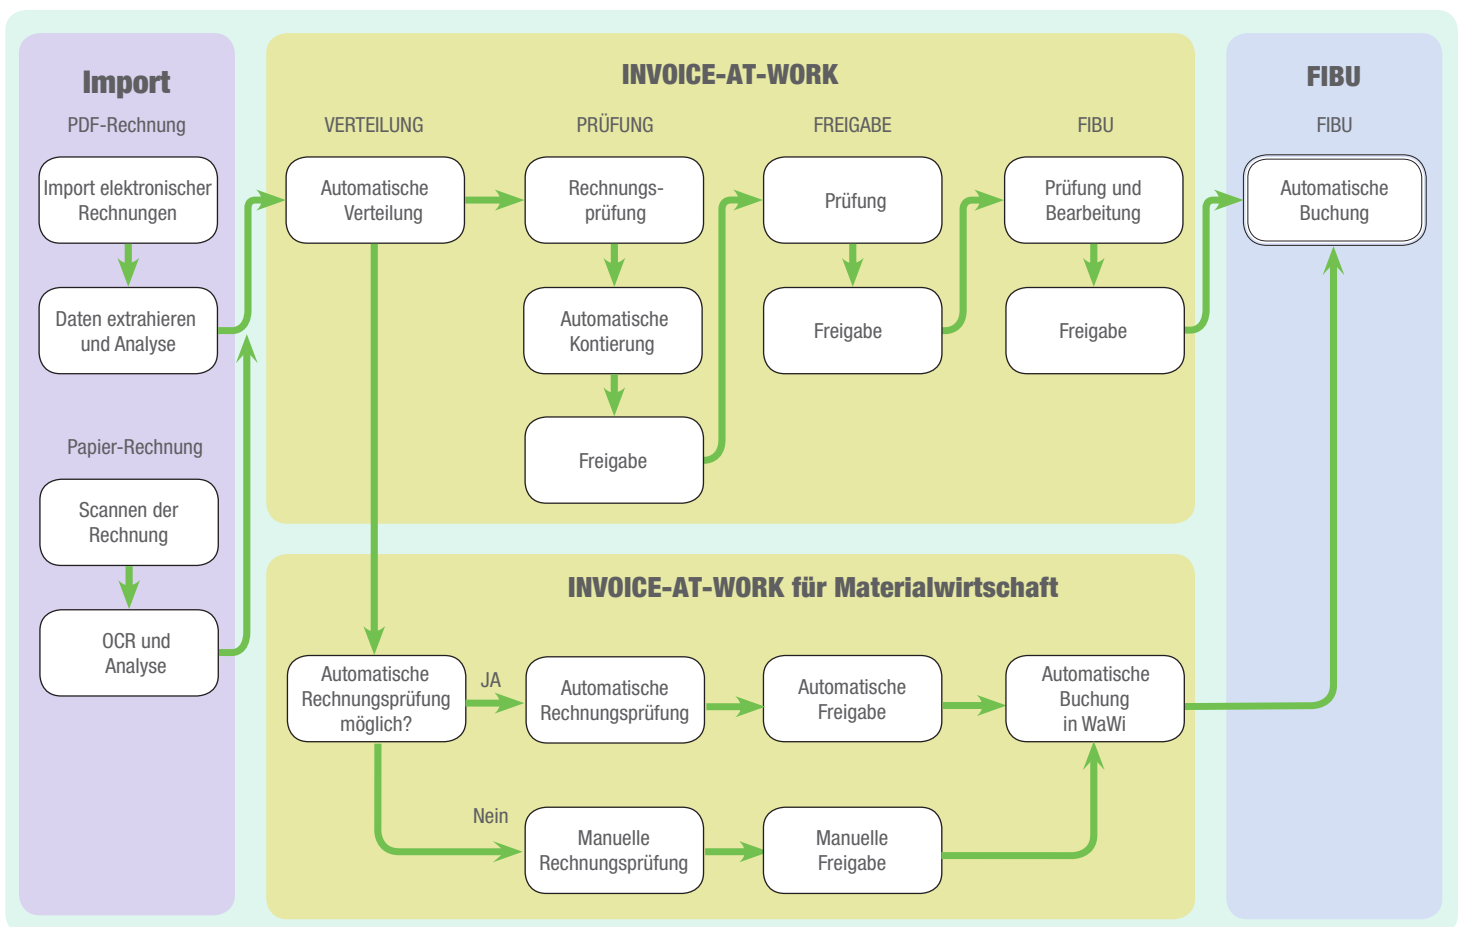 Import
PDF-Rechnung
Import elektronischer
Rechnungen
Daten extrahieren
und Analyse
Papier-Rechnung
Scannen der
Rechnung
OCR und
Analyse
INVOICE-AT-WORK
VERTEILUNG
Automatische
Verteilung
PRÜFUNG
Rechnungs-
prüfung
Automatische
Kontierung
Freigabe
FREIGABE
Prüfung
Freigabe
FIBU
Prüfung und
Bearbeitung
Freigabe
INVOICE-AT-WORK für Materialwirtschaft
Automatische
Rechnungsprüfung
möglich?
JA
Automatische
Rechnungsprüfung
Automatische
Freigabe
Automatische
Buchung
in WaWi
Nein
Manuelle
Rechnungsprüfung
Manuelle
Freigabe
FIBU
FIBU
Automatische
Buchung